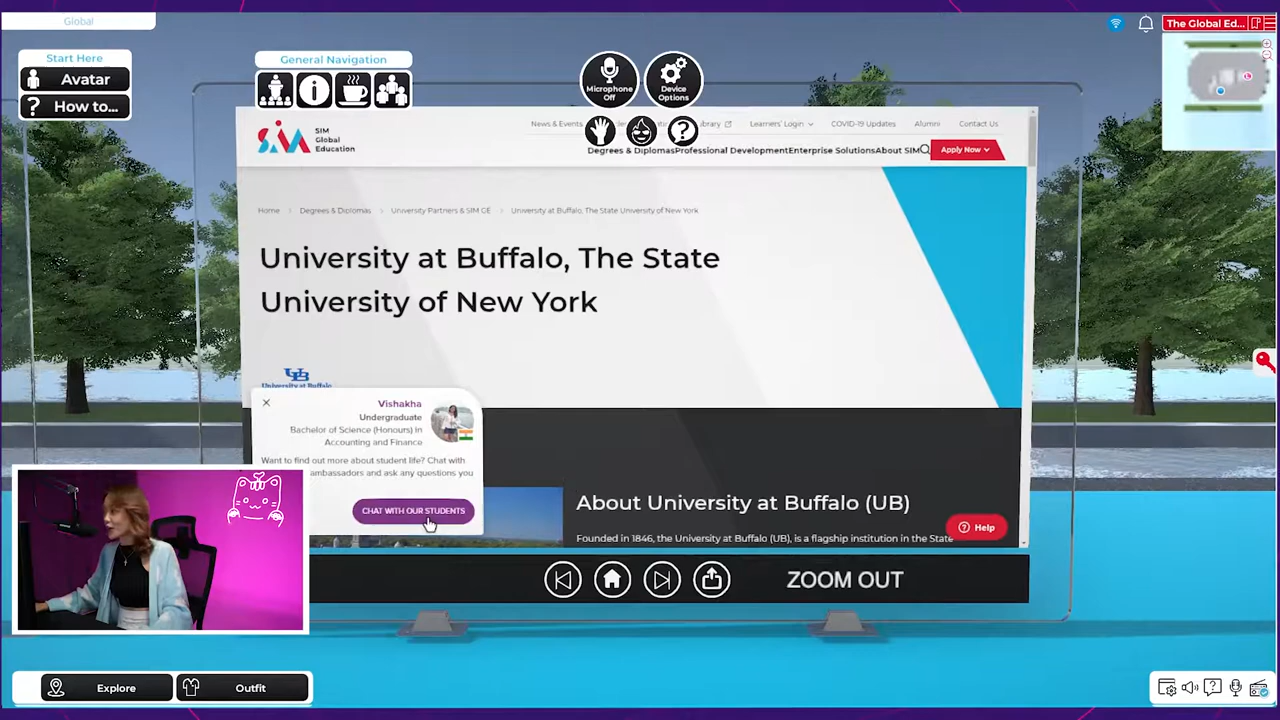 Global
The Global Ed...
Start Here
Avatar
How to...
General Navigation
Microphone
Off
Device
Options
SIM
Global
Education
News & Events
Library
Learners' Login
COVID-19 Updates
Alumni
Contact Us
Degrees & Diplomas
Professional Development
Enterprise Solutions
About SIM
Apply Now
Home > Degrees & Diplomas > University Partners & SIM GE > University at Buffalo, The State University of New York
University at Buffalo, The State
University of New York
UB
University at Buffalo
Vishakha
Undergraduate
Bachelor of Science (Honours) in
Accounting and Finance
Want to find out more about student life? Chat with
ambassadors and ask any questions you
CHAT WITH OUR STUDENTS
About University at Buffalo (UB)
Founded in 1846, the University at Buffalo (UB), is a flagship institution in the State
Help
ZOOM OUT
Explore
Outfit